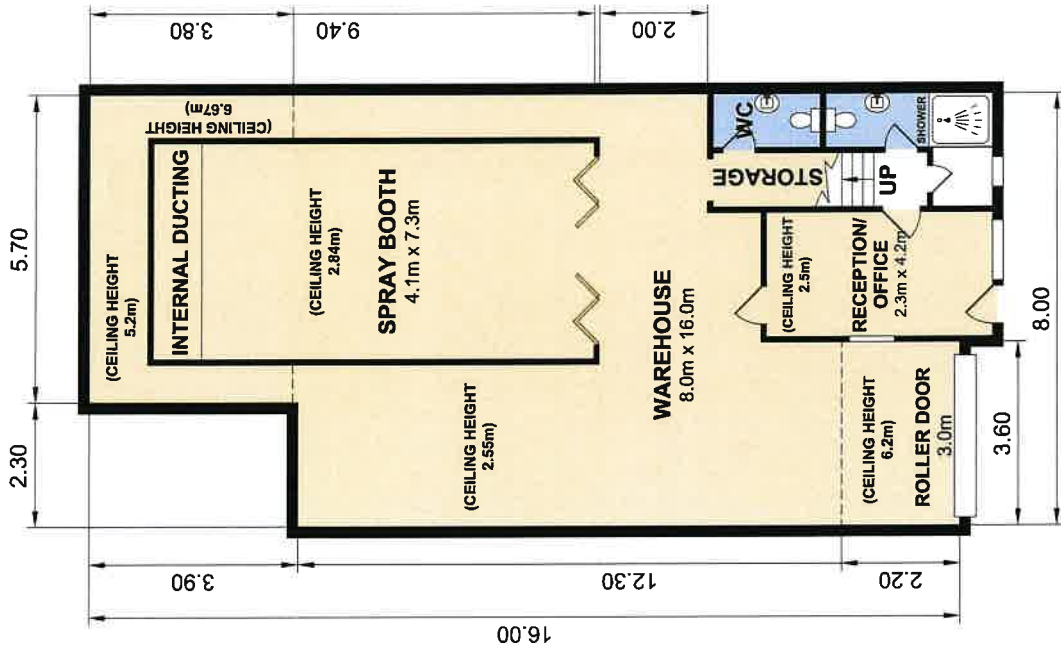 5.70
2.30
3.80
9.40
2.00
3.90
12.30
2.20
16.00
(CEILING HEIGHT
5.2m)
(CEILING HEIGHT
6.67m)
INTERNAL DUCTING
(CEILING HEIGHT
2.84m)
SPRAY BOOTH
4.1m x 7.3m
(CEILING HEIGHT
2.55m)
WAREHOUSE
8.0m x 16.0m
WC
STORAGE
SHOWER
UP
(CEILING HEIGHT
2.5m)
RECEPTION/
OFFICE
2.3m x 4.2m
(CEILING HEIGHT
6.2m)
ROLLER DOOR
3.0m
3.60
8.00